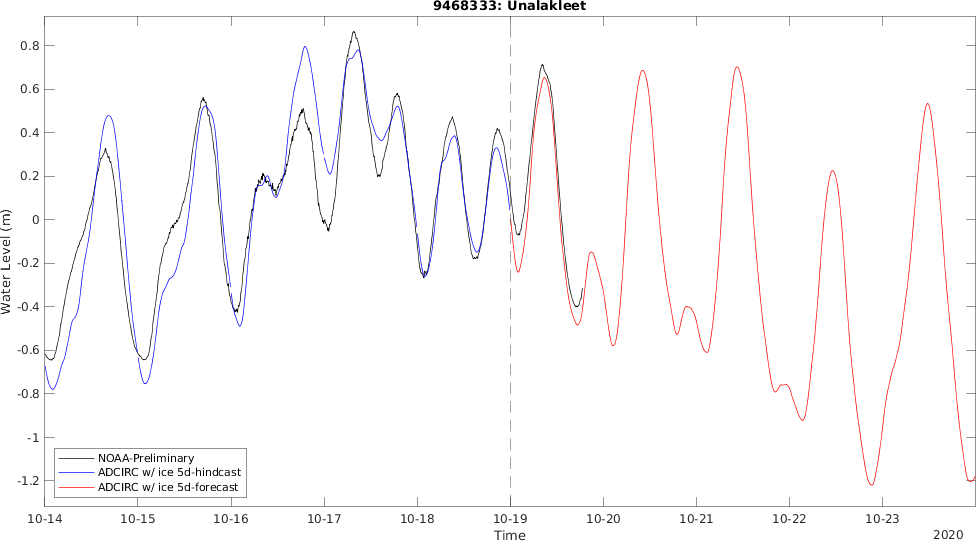 9468333: Unalakleet
0.8
0.6
0.4
0.2
0
-0.2
-0.4
-0.6
-0.8
-1
-1.2
Water Level (m)
NOAA-Preliminary
ADCIRC w/ ice 5d-hindcast
ADCIRC w/ ice 5d-forecast
10-14 10-15 10-16 10-17 10-18 10-19 10-20 10-21 10-22 10-23
Time
2020